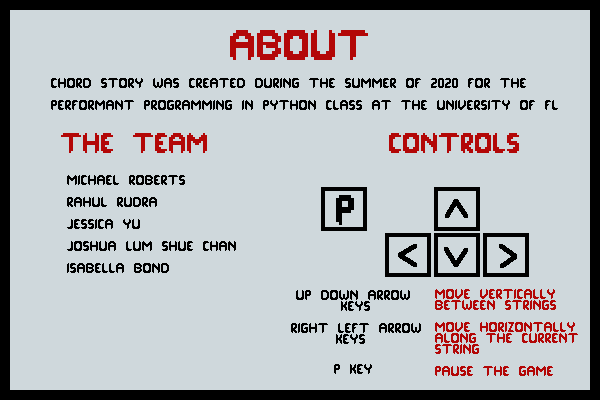 ABOUT
CHORD STORY WAS CREATED DURING THE SUMMER OF 2020 FOR THE
PERFORMANT PROGRAMMING IN PYTHON CLASS AT THE UNIVERSITY OF FL
THE TEAM
MICHAEL ROBERTS
RAHUL RUDRA
JESSICA YU
JOSHUA LUM SHUE CHAN
ISABELLA BOND
CONTROLS
P
UP DOWN ARROW
KEYS
MOVE VERTICALLY
BETWEEN STRINGS
RIGHT LEFT ARROW
KEYS
MOVE HORIZONTALLY
ALONG THE CURRENT
STRING
P KEY
PAUSE THE GAME